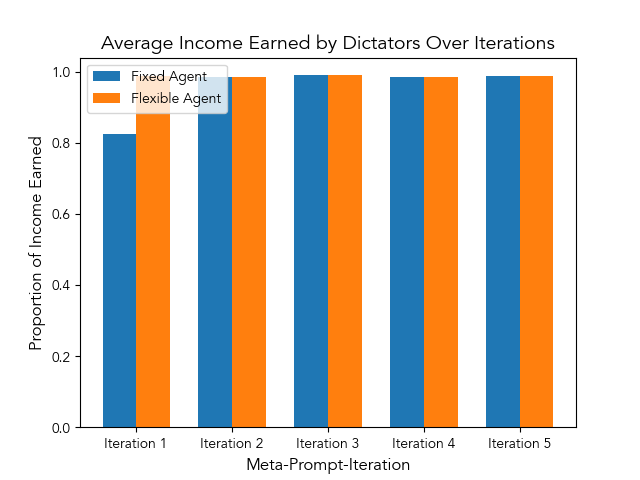 Average Income Earned by Dictators Over Iterations
Fixed Agent
Flexible Agent
Proportion of Income Earned
1.0
0.8
0.6
0.4
0.2
0.0
Iteration 1
Iteration 2
Iteration 3
Iteration 4
Iteration 5
Meta-Prompt-Iteration